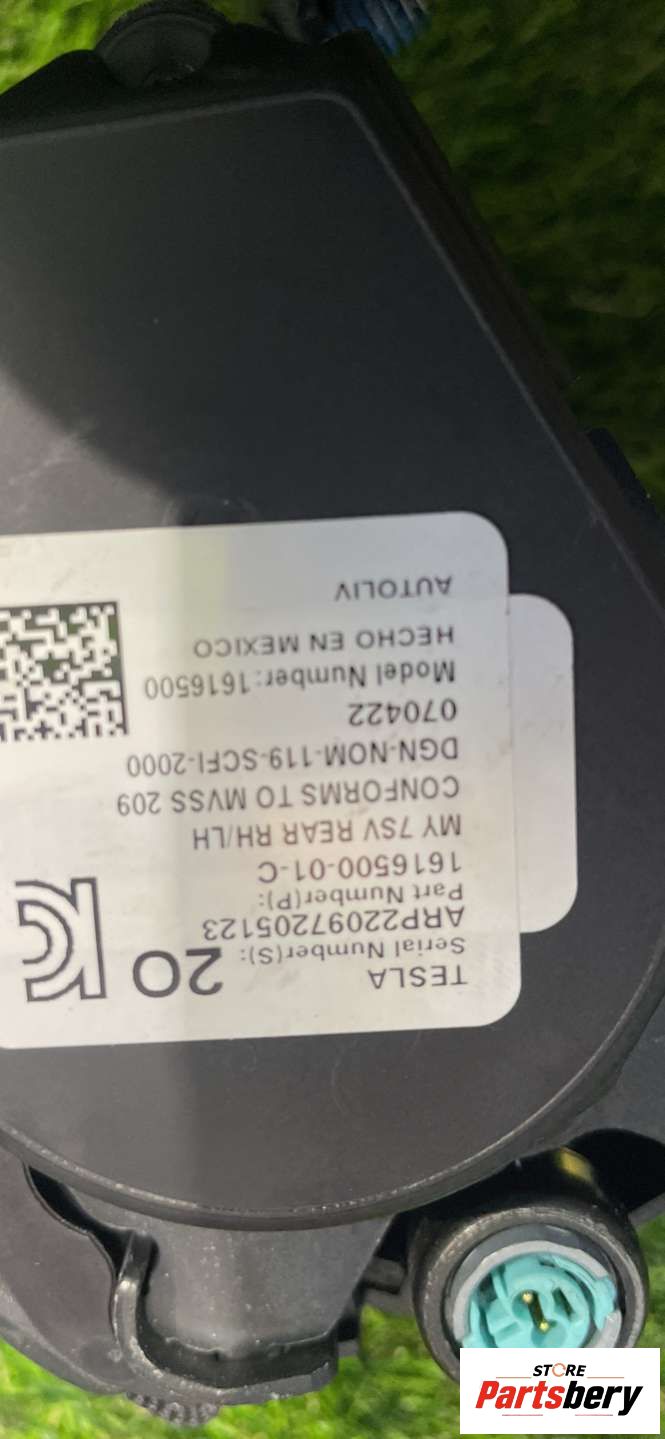 TESLA
Serial Number(S): 20
ARP22097205123
Part Number(P):
1616500-01-C
MY 7SV REAR RH/LH
CONFORMS TO MVSS 209
DGN-NOM-119-SCFI-2000
070422
Model Number:1616500
HECHO EN MEXICO
AUTOLIV
STORE
Partsbery